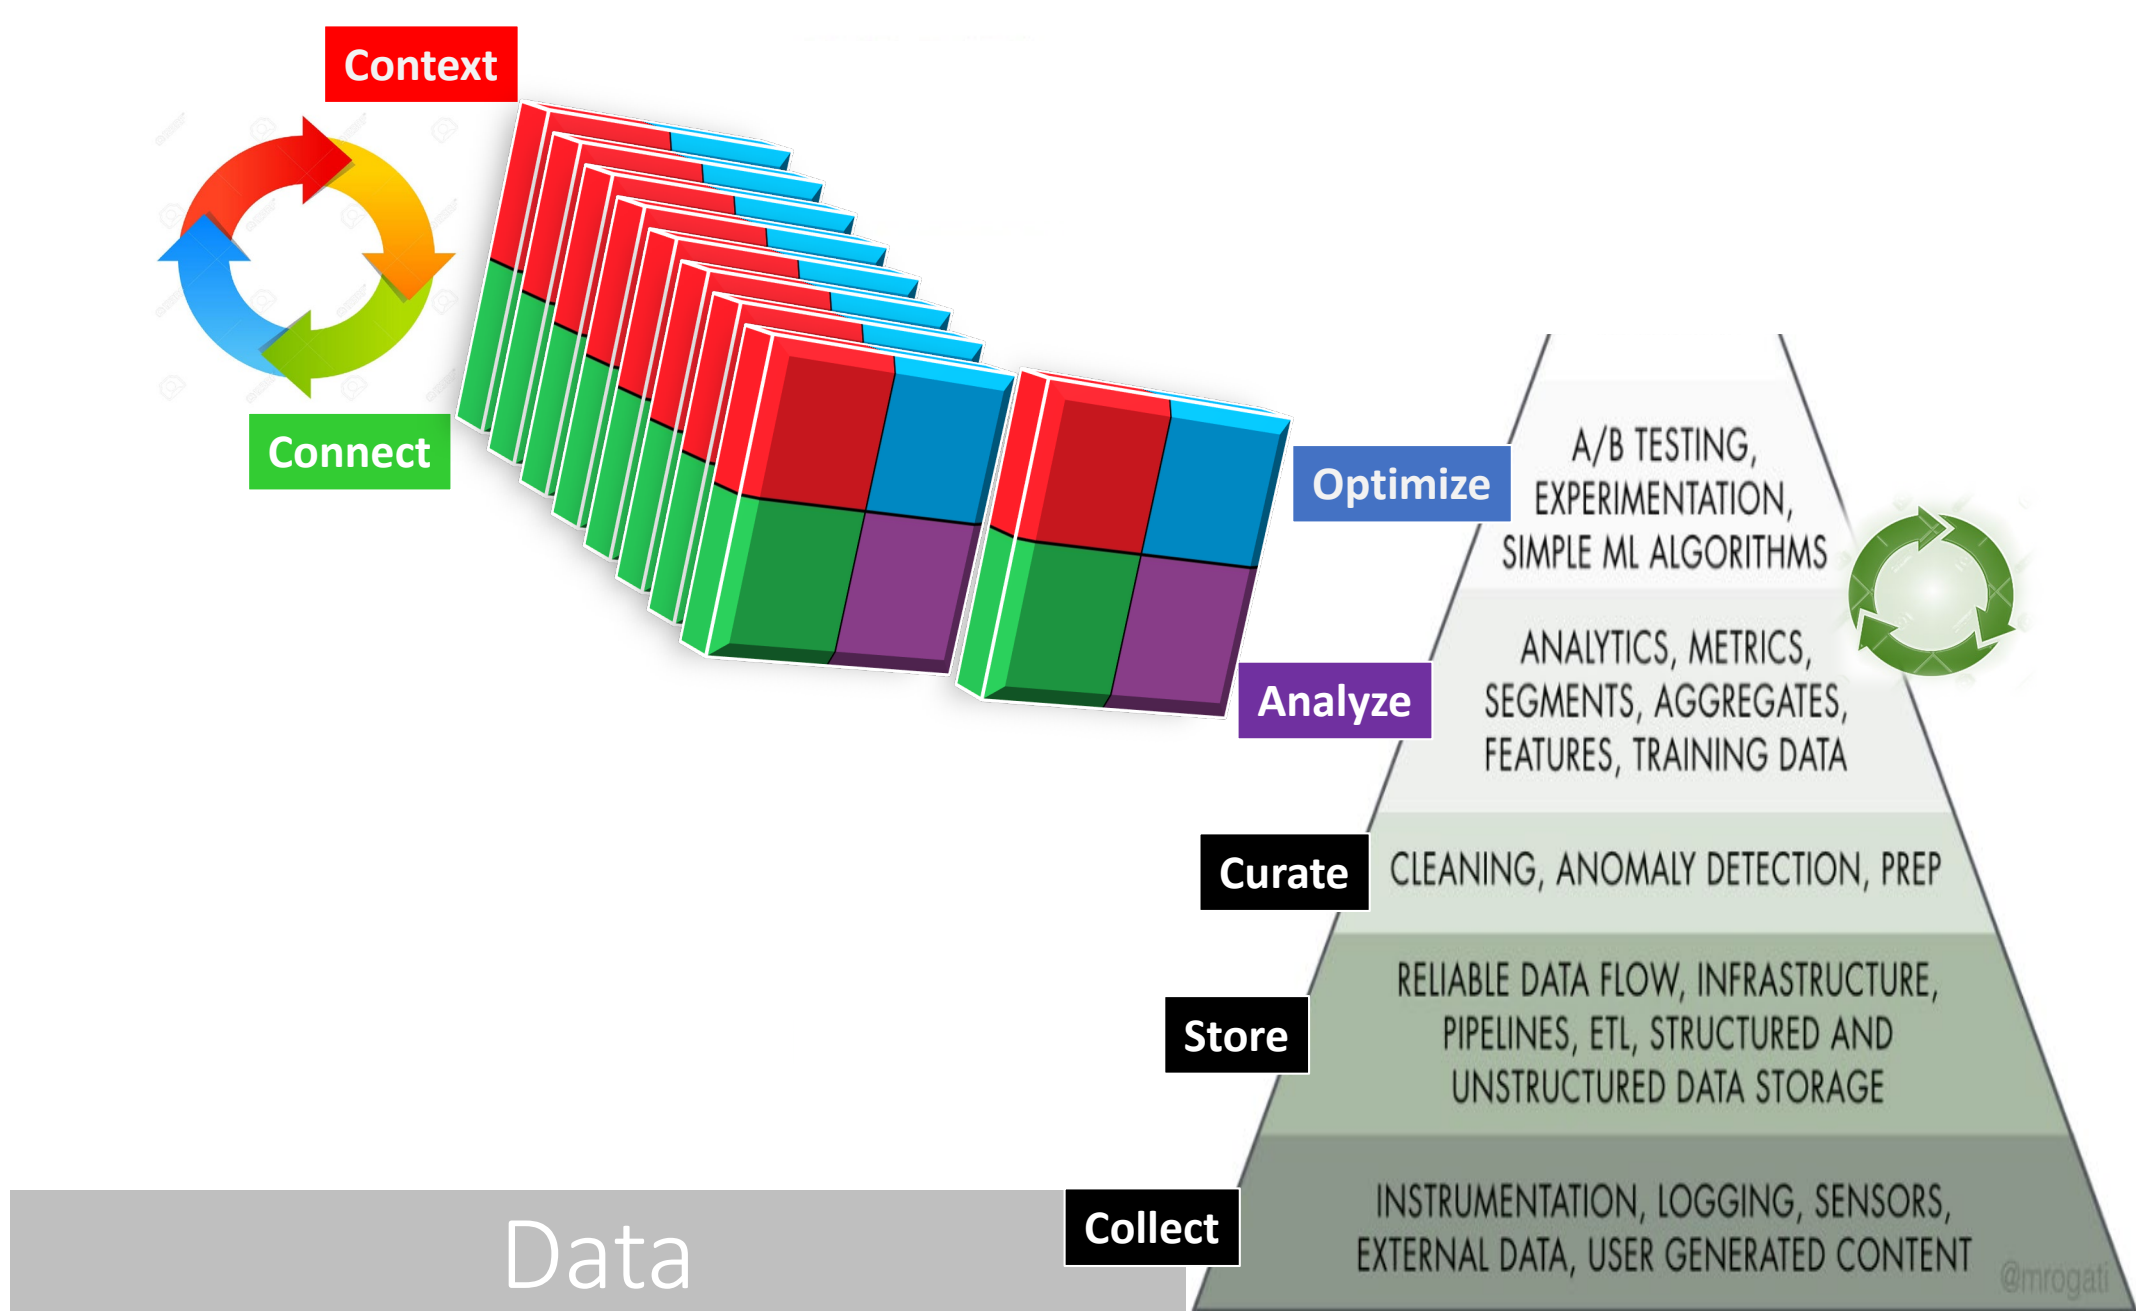 Context
Connect
Optimize
A/B TESTING,
EXPERIMENTATION,
SIMPLE ML ALGORITHMS
Analyze
ANALYTICS, METRICS,
SEGMENTS, AGGREGATES,
FEATURES, TRAINING DATA
Curate
CLEANING, ANOMALY DETECTION, PREP
Store
RELIABLE DATA FLOW, INFRASTRUCTURE,
PIPELINES, ETL, STRUCTURED AND
UNSTRUCTURED DATA STORAGE
Collect
INSTRUMENTATION, LOGGING, SENSORS,
EXTERNAL DATA, USER GENERATED CONTENT
@mrogati
Data